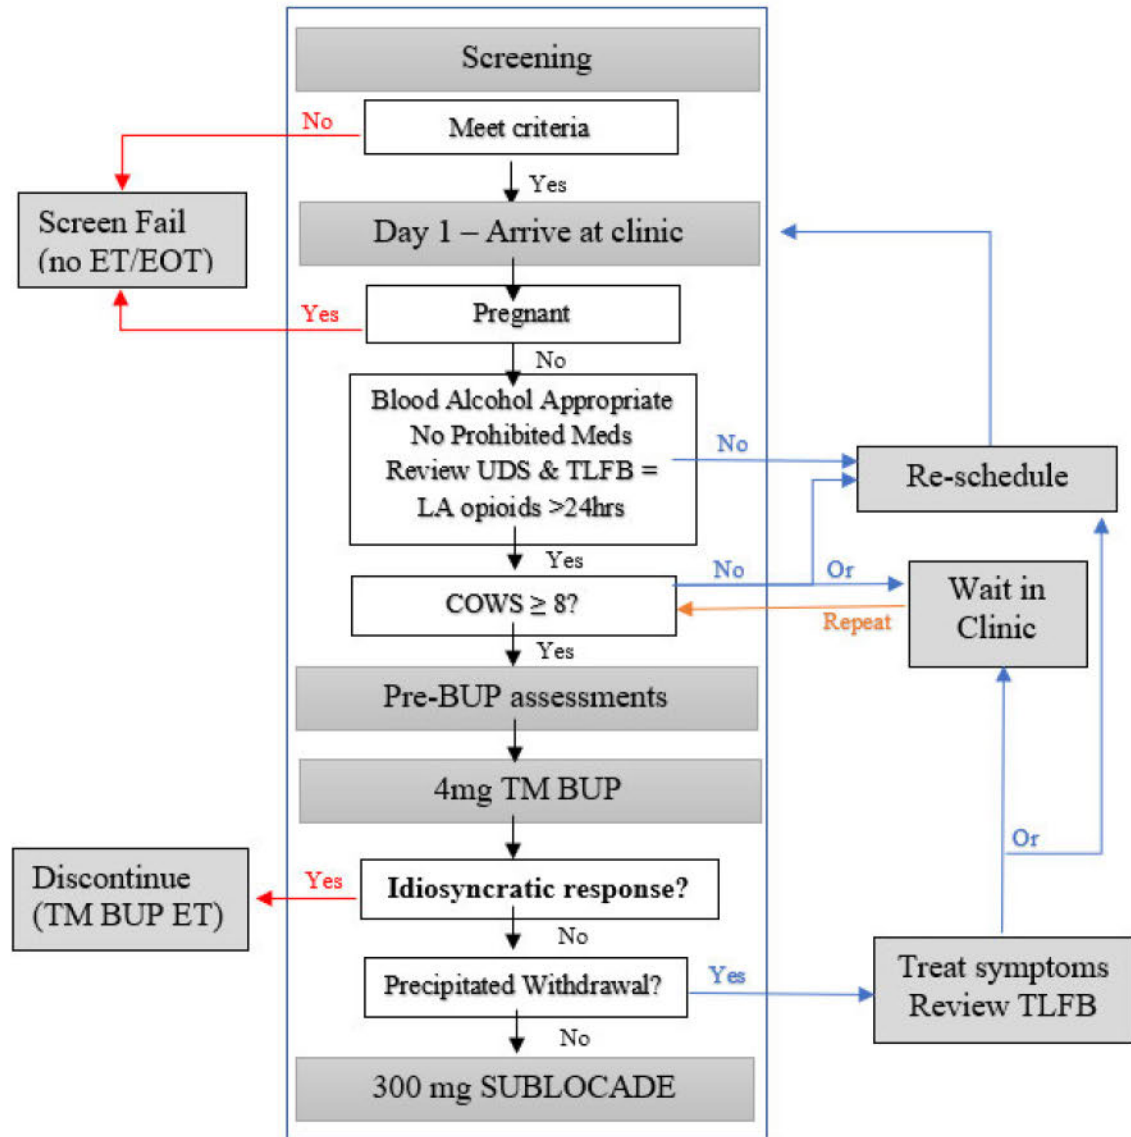 Screening
No
Meet criteria
Yes
Screen Fail
(no ET/EOT)
Day 1 – Arrive at clinic
Yes
Pregnant
No
Blood Alcohol Appropriate
No Prohibited Meds
Review UDS & TLFB =
LA opioids >24hrs
No
Re-schedule
Yes
COWS ≥ 8?
No
Or
Repeat
Wait in
Clinic
Yes
Pre-BUP assessments
4mg TM BUP
Discontinue
(TM BUP ET)
Yes
Idiosyncratic response?
Or
No
Precipitated Withdrawal?
Yes
Treat symptoms
Review TLFB
No
300 mg SUBLOCADE